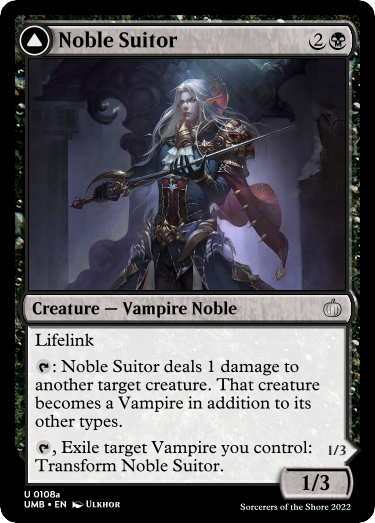 Noble Suitor 2
Creature — Vampire Noble
Lifelink
: Noble Suitor deals 1 damage to
another target creature. That creature
becomes a Vampire in addition to its
other types.
, Exile target Vampire you control:
Transform Noble Suitor.
1/3
1/3
U 0108a
UMB • EN Ulkhor
Sorcerers of the Shore 2022